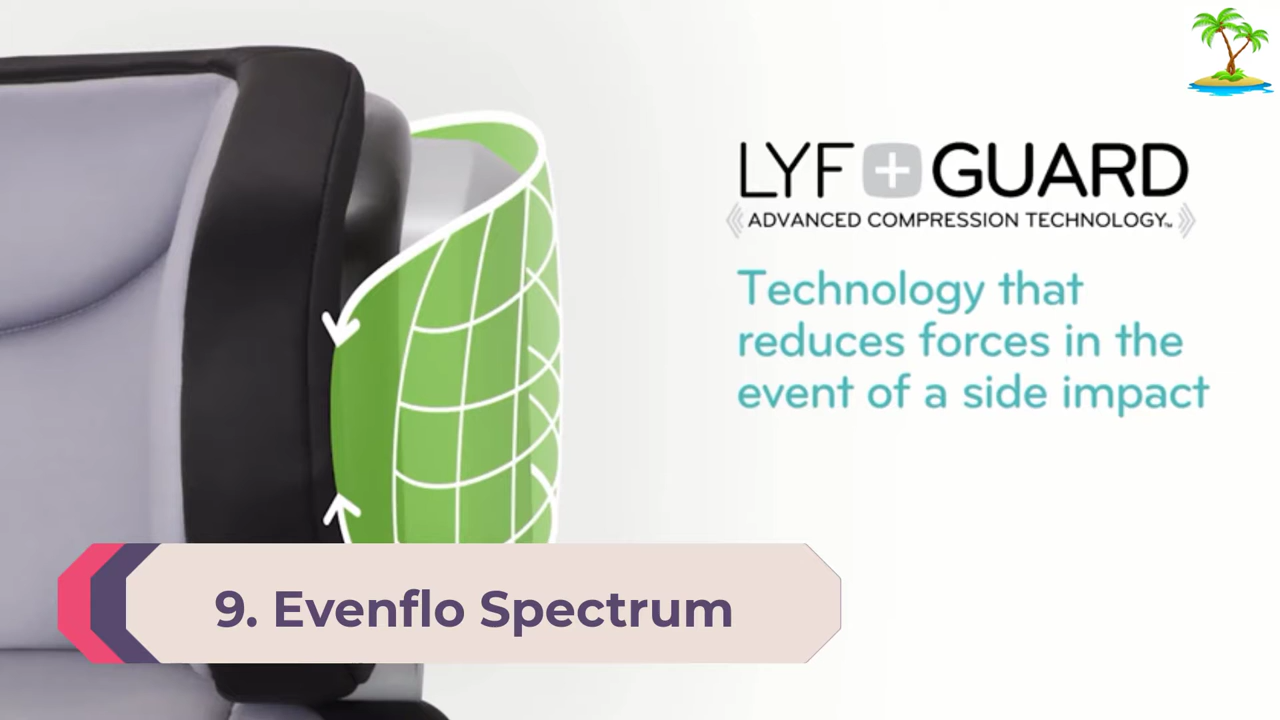 LYF+GUARD
ADVANCED COMPRESSION TECHNOLOGY™
Technology that
reduces forces in the
event of a side impact
9. Evenflo Spectrum